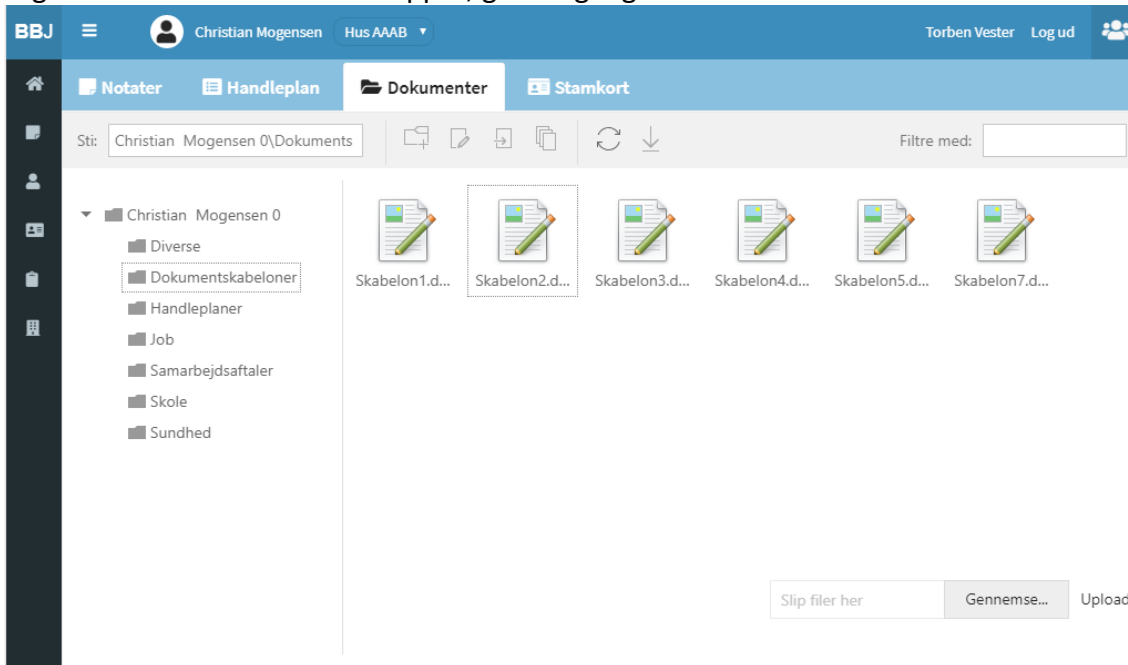 BBJ Christian Mogensen Hus AAAB Torben Vester Log ud
Notater Handleplan Dokumenter Stamkort
Sti: Christian Mogensen 0\Dokuments Filtre med:
Christian Mogensen 0
Diverse
Dokumentskabeloner
Handleplaner
Job
Samarbejdsaftaler
Skole
Sundhed
Skabelon1.d... Skabelon2.d... Skabelon3.d... Skabelon4.d... Skabelon5.d... Skabelon7.d...
Slip filer her Gennemse... Upload